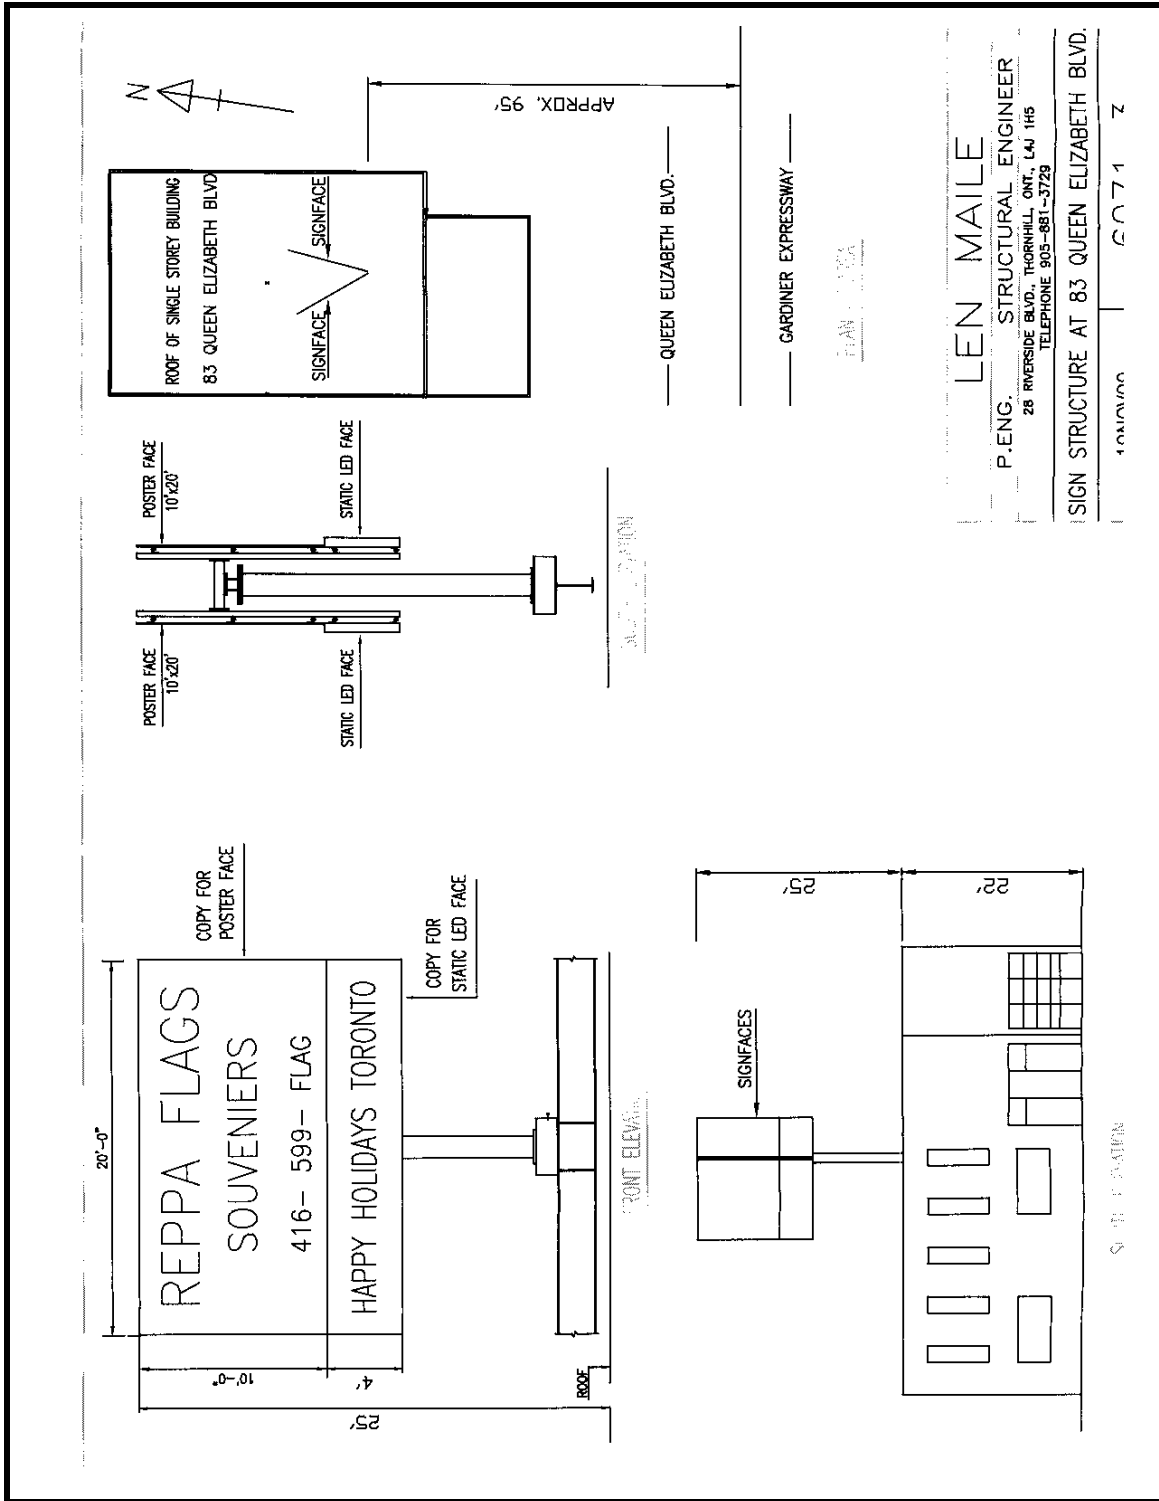 20'-0"
REPPA FLAGS
SOUVENIERS
416- 599- FLAG
HAPPY HOLIDAYS TORONTO
10'-0"
4'
25'
ROOF
COPY FOR
POSTER FACE
COPY FOR
STATIC LED FACE
FRONT
POSTER FACE
10'x20'
POSTER FACE
10'x20'
STATIC LED FACE
STATIC LED FACE
N
ROOF OF SINGLE STOREY BUILDING
83 QUEEN ELIZABETH BLVD
SIGNFACE
SIGNFACE
APPROX. 95'
QUEEN ELIZABETH BLVD.
GARDINER EXPRESSWAY
PLAN
SIGNFACES
25'
22'
LEN MAILE
P.ENG. STRUCTURAL ENGINEER
28 RIVERSIDE BLVD., THORNHILL, ONT., L4J 1H5
TELEPHONE 905-881-3729
SIGN STRUCTURE AT 83 QUEEN ELIZABETH BLVD.